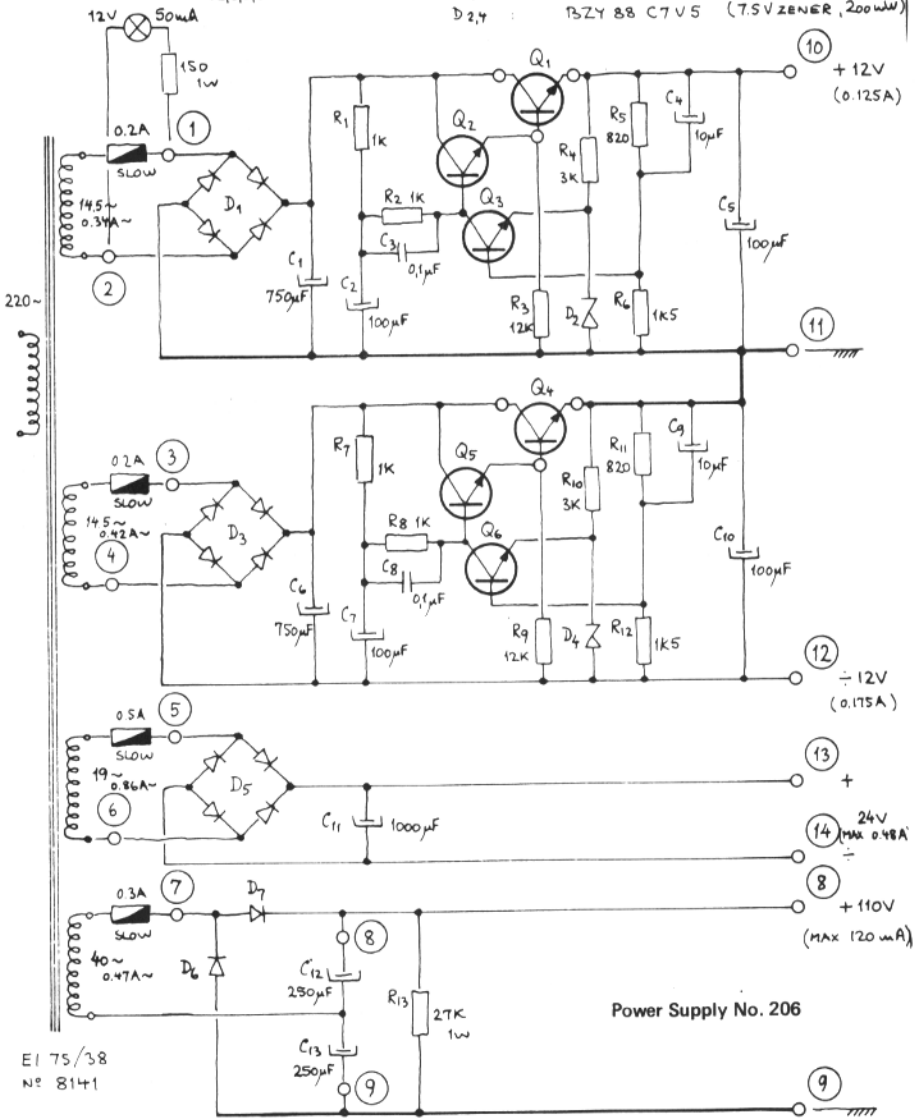 D 2,4 : BZY 88 C7V5 (7.5V ZENER, 200mW)
12V 50mA
150
1W
0.2A
SLOW
1
14.5~
0.34A~
2
D1
C1
750µF
R1
1K
R2 1K
C3
0,1µF
C2
100µF
Q1
Q2
Q3
R3
12K
R4
3K
D2
R5
820
R6
1K5
C4
10µF
C5
100µF
10
+ 12V
(0.125A)
11
220~
0.2A
SLOW
3
14.5~
0.42A~
4
D3
C6
750µF
R7
1K
R8 1K
C8
0,1µF
C7
100µF
Q4
Q5
Q6
R9
12K
R10
3K
D4
R11
820
R12
1K5
C9
10µF
C10
100µF
12
÷ 12V
(0.175A)
0.5A
SLOW
5
19~
0.86A~
6
D5
C11
1000µF
13
+
24V
(MAX 0.48A)
14
÷
0.3A
SLOW
7
40~
0.47A~
D6
D7
8
C12
250µF
C13
250µF
9
R13
27K
1W
8
+ 110V
(MAX 120 mA)
Power Supply No. 206
9
EI 75/38
Nº 8141